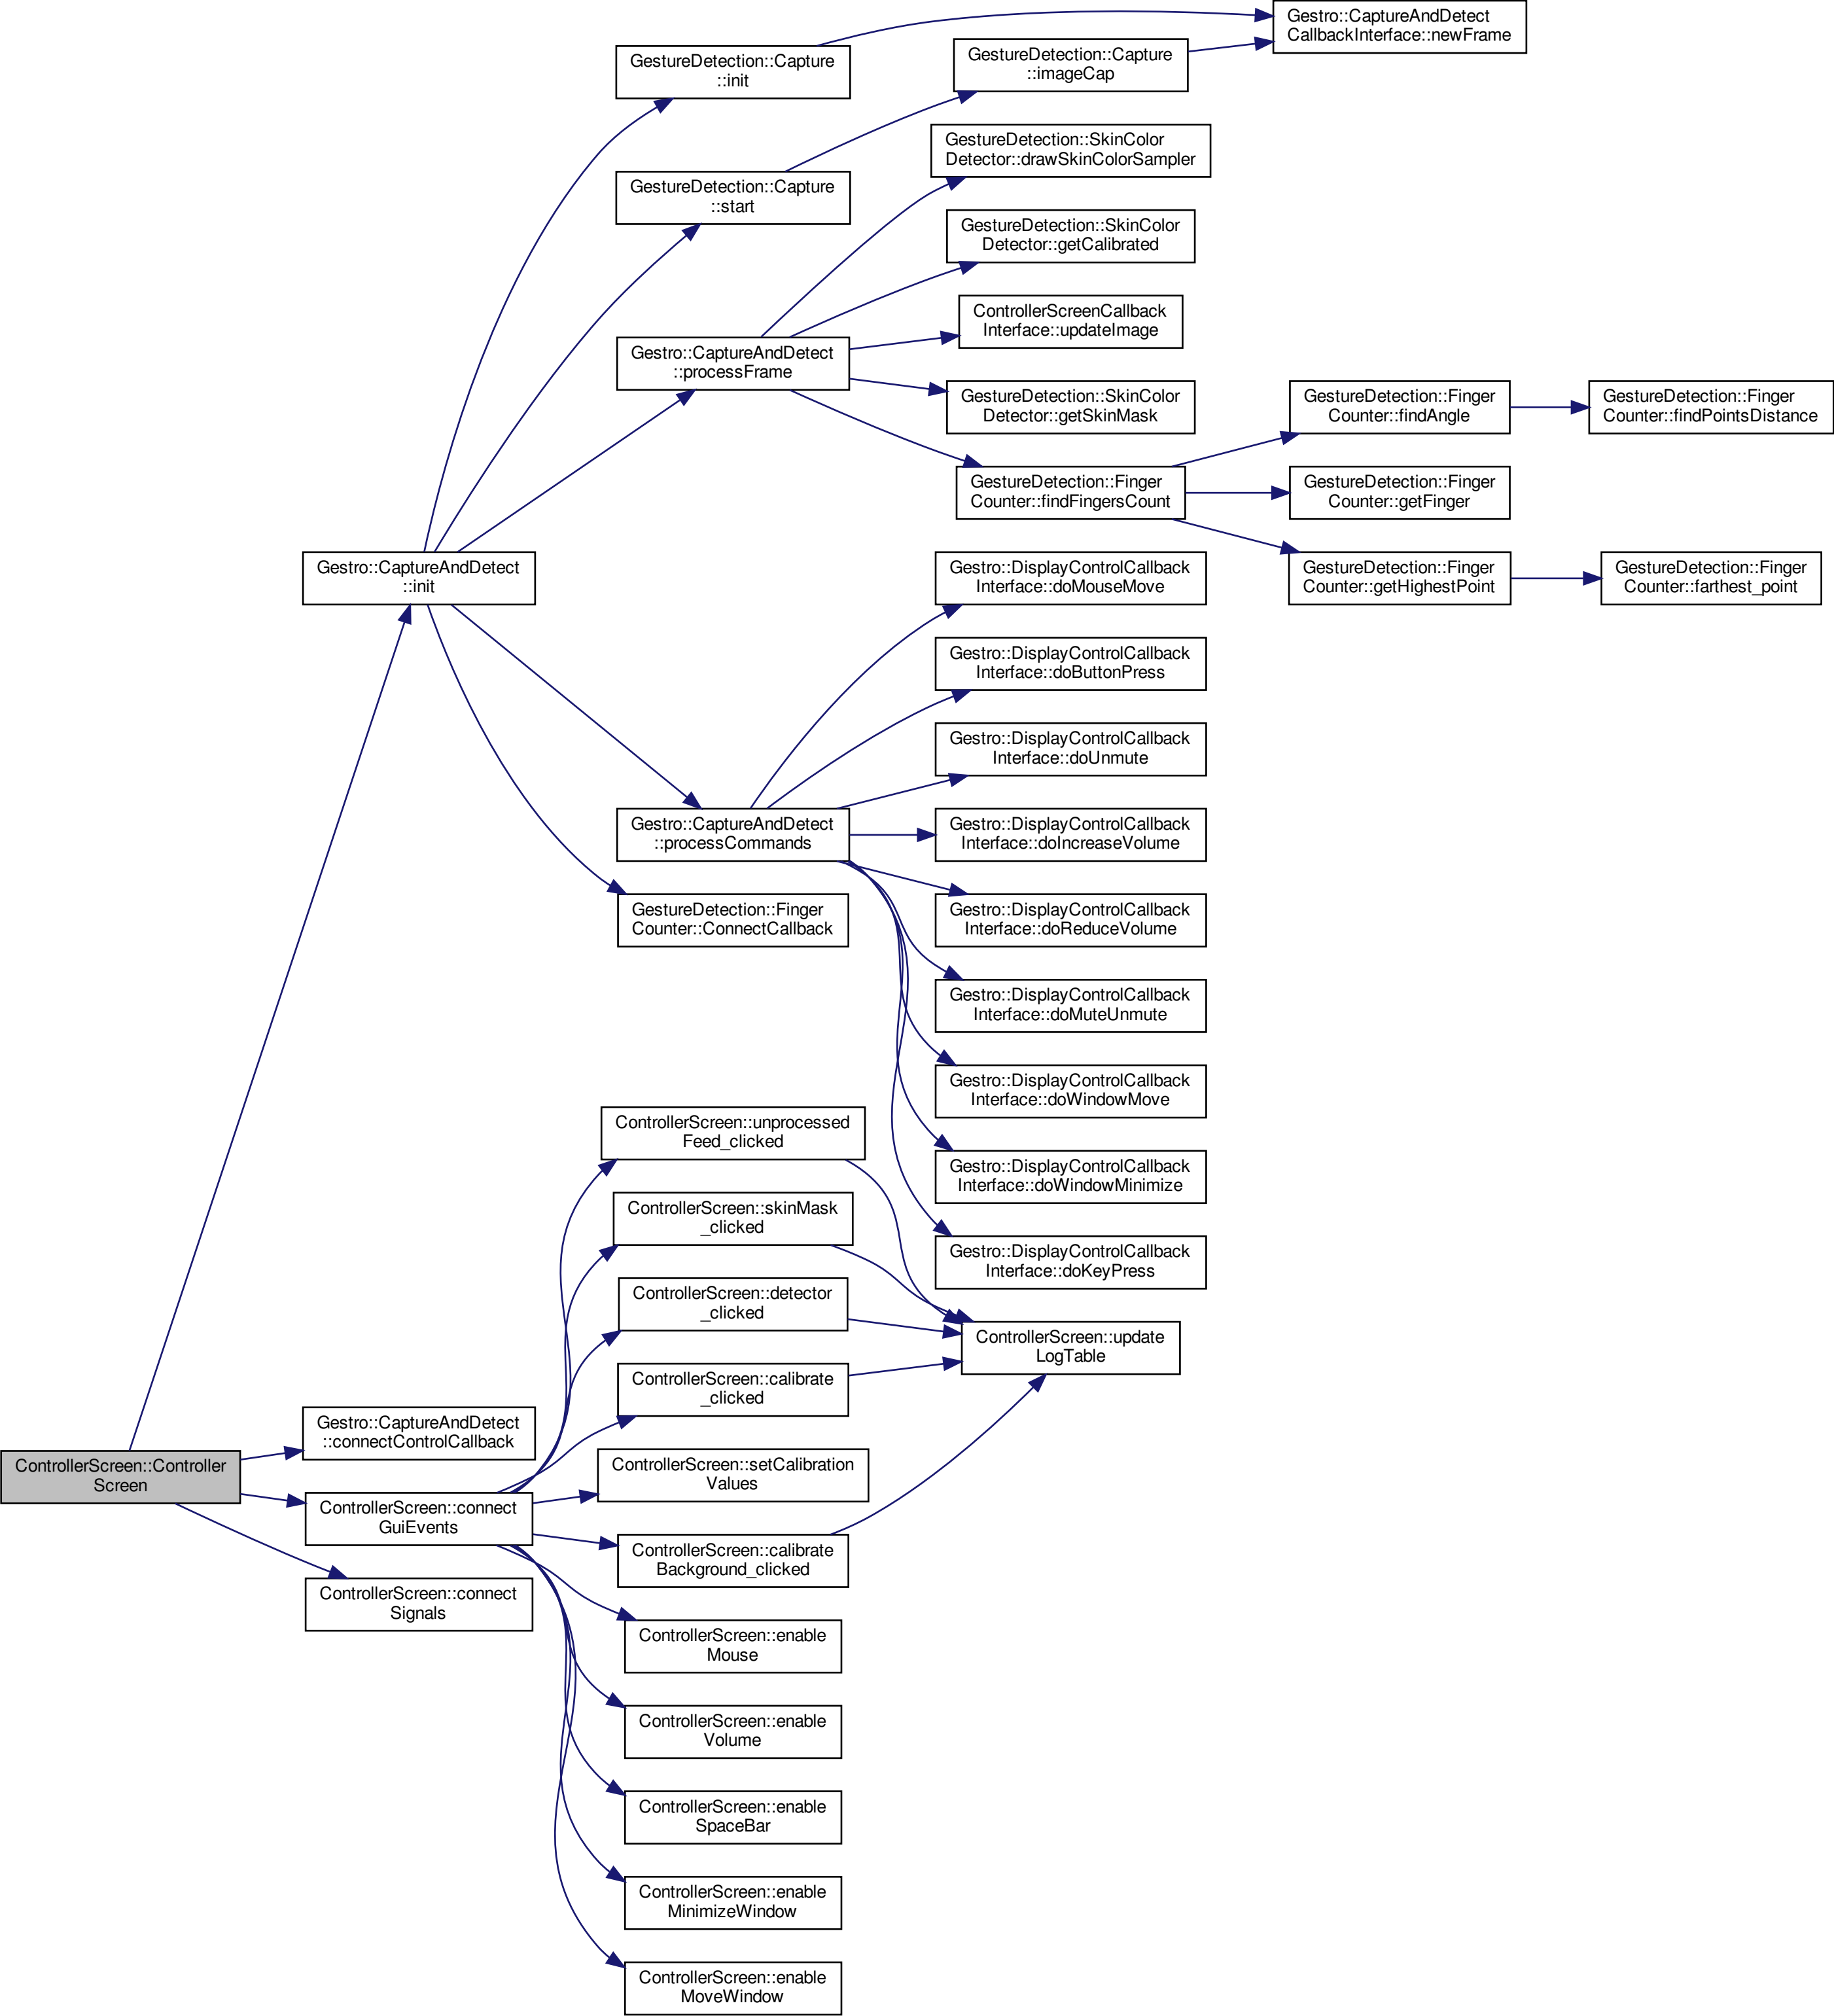 Gestro::CaptureAndDetect
CallbackInterface::newFrame
GestureDetection::Capture
::init
GestureDetection::Capture
::imageCap
GestureDetection::SkinColor
Detector::drawSkinColorSampler
GestureDetection::Capture
::start
GestureDetection::SkinColor
Detector::getCalibrated
ControllerScreenCallback
Interface::updateImage
Gestro::CaptureAndDetect
::processFrame
GestureDetection::SkinColor
Detector::getSkinMask
GestureDetection::Finger
Counter::findAngle
GestureDetection::Finger
Counter::findPointsDistance
GestureDetection::Finger
Counter::findFingersCount
GestureDetection::Finger
Counter::getFinger
Gestro::CaptureAndDetect
::init
Gestro::DisplayControlCallback
Interface::doMouseMove
GestureDetection::Finger
Counter::getHighestPoint
GestureDetection::Finger
Counter::farthest_point
Gestro::DisplayControlCallback
Interface::doButtonPress
Gestro::DisplayControlCallback
Interface::doUnmute
Gestro::CaptureAndDetect
::processCommands
Gestro::DisplayControlCallback
Interface::doIncreaseVolume
GestureDetection::Finger
Counter::ConnectCallback
Gestro::DisplayControlCallback
Interface::doReduceVolume
Gestro::DisplayControlCallback
Interface::doMuteUnmute
Gestro::DisplayControlCallback
Interface::doWindowMove
ControllerScreen::unprocessed
Feed_clicked
Gestro::DisplayControlCallback
Interface::doWindowMinimize
ControllerScreen::skinMask
_clicked
Gestro::DisplayControlCallback
Interface::doKeyPress
ControllerScreen::detector
_clicked
ControllerScreen::update
LogTable
ControllerScreen::calibrate
_clicked
Gestro::CaptureAndDetect
::connectControlCallback
ControllerScreen::Controller
Screen
ControllerScreen::setCalibration
Values
ControllerScreen::connect
GuiEvents
ControllerScreen::calibrate
Background_clicked
ControllerScreen::connect
Signals
ControllerScreen::enable
Mouse
ControllerScreen::enable
Volume
ControllerScreen::enable
SpaceBar
ControllerScreen::enable
MinimizeWindow
ControllerScreen::enable
MoveWindow